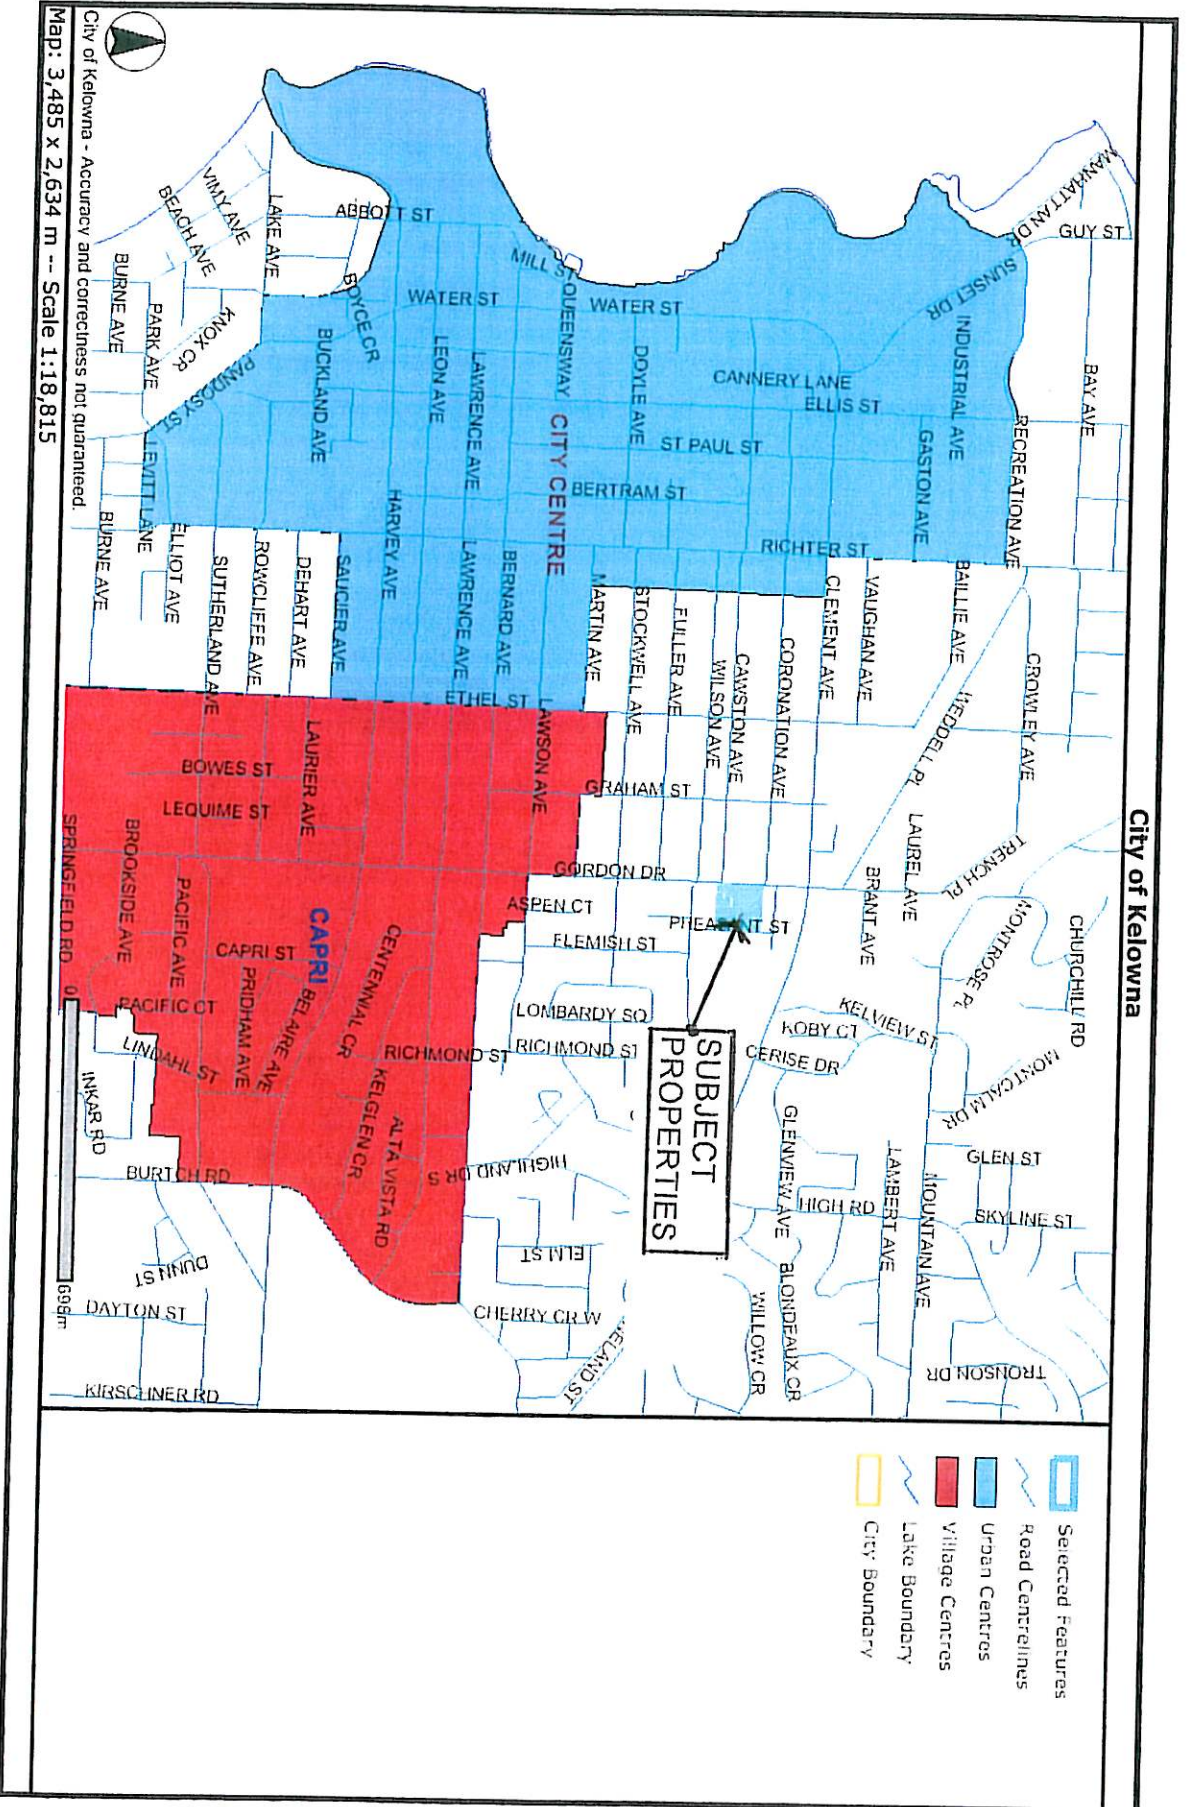 City of Kelowna
Selected Features
Road Centrelines
Urban Centres
Village Centres
Lake Boundary
City Boundary
MANHATTAN DR
GUY ST
BAY AVE
SUNSET DR
INDUSTRIAL AVE
RECREATION AVE
CROWLEY AVE
TRENCH PL
CHURCHILL RD
MONTROSE PL
MONTCALM DR
GLEN ST
SKYLINE ST
TRONSON DR
CANNERY LANE
ELLIS ST
GASTON AVE
BAILLIE AVE
WEDDELL PL
LAUREL AVE
BRANT AVE
KELVIEW ST
KOBY CT
CERISE DR
LAMBERT AVE
MOUNTAIN AVE
HIGH RD
GLENVIEW AVE
BLONDEAUX CR
WILLOW CR
WATER ST
DOYLE AVE
ST PAUL ST
BERTRAM ST
RICHTER ST
CLEMENT AVE
VAUGHAN AVE
CORONATION AVE
CAWSTON AVE
WILSON AVE
FULLER AVE
STOCKWELL AVE
MARTIN AVE
GRAHAM ST
GORDON DR
PHEASANT ST
SUBJECT
PROPERTIES
MILL ST
QUEENSWAY
CITY CENTRE
ASPEN CT
FLEMISH ST
LOMBARDY SQ
RICHMOND ST
HIGHLAND DR S
ELM ST
CHERRY CR W
ELAND ST
ABBOTT ST
WATER ST
LEON AVE
LAWRENCE AVE
HARVEY AVE
LAWRENCE AVE
BERNARD AVE
ETHEL ST
LAWSON AVE
LAKE AVE
VIMY AVE
BEACH AVE
BOYCE CR
BUCKLAND AVE
KNOX CR
PANDOSY ST
PARK AVE
BURNE AVE
LEVITT LANE
BURNE AVE
ELLIOT AVE
SUTHERLAND AVE
ROWCLIFFE AVE
DEHART AVE
SAUCIER AVE
BOWES ST
LEQUIME ST
LAURIER AVE
CAPRI
CENTENNIAL CR
CAPRI ST
PACIFIC AVE
BROOKSIDE AVE
SPRINGFIELD RD
PACIFIC CT
PRIDHAM AVE
BELAIRE AVE
RICHMOND ST
KELGLEN CR
ALTA VISTA RD
LINDAHL ST
INKAR RD
BURTCH RD
DUNN ST
DAYTON ST
KIRSCHNER RD
0
696m
City of Kelowna - Accuracy and correctness not guaranteed.
Map: 3,485 x 2,634 m -- Scale 1:18,815